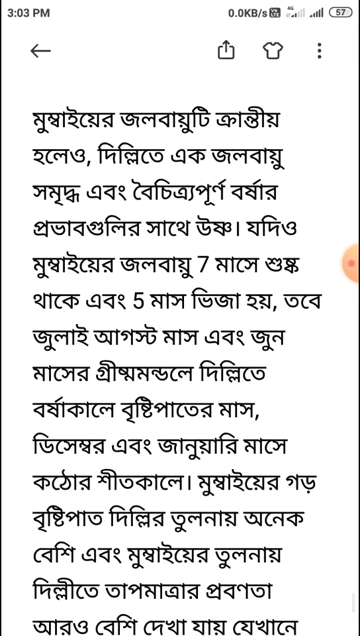 3:03 PM 0.0KB/s 4G 57
মুম্বাইয়ের জলবায়ুটি ক্রান্তীয়
হলেও, দিল্লিতে এক জলবায়ু
সমৃদ্ধ এবং বৈচিত্র্যপূর্ণ বর্ষার
প্রভাবগুলির সাথে উষ্ণ। যদিও
মুম্বাইয়ের জলবায়ু 7 মাসে শুষ্ক
থাকে এবং 5 মাস ভিজা হয়, তবে
জুলাই আগস্ট মাস এবং জুন
মাসের গ্রীষ্মমন্ডলে দিল্লিতে
বর্ষাকালে বৃষ্টিপাতের মাস,
ডিসেম্বর এবং জানুয়ারি মাসে
কঠোর শীতকালে। মুম্বাইয়ের গড়
বৃষ্টিপাত দিল্লির তুলনায় অনেক
বেশি এবং মুম্বাইয়ের তুলনায়
দিল্লীতে তাপমাত্রার প্রবণতা
আরও বেশি দেখা যায় যেখানে